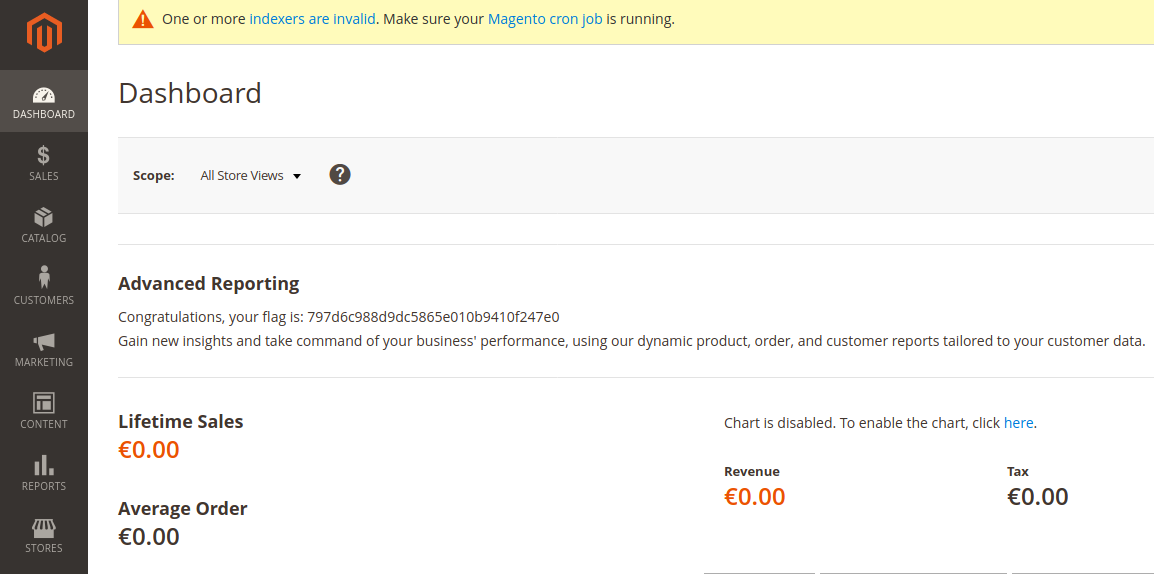 One or more indexers are invalid. Make sure your Magento cron job is running.
Dashboard
DASHBOARD
SALES
CATALOG
CUSTOMERS
MARKETING
CONTENT
REPORTS
STORES
Scope: All Store Views ?
Advanced Reporting
Congratulations, your flag is: 797d6c988d9dc5865e010b9410f247e0
Gain new insights and take command of your business' performance, using our dynamic product, order, and customer reports tailored to your customer data.
Lifetime Sales
€0.00
Average Order
€0.00
Chart is disabled. To enable the chart, click here.
Revenue
€0.00
Tax
€0.00